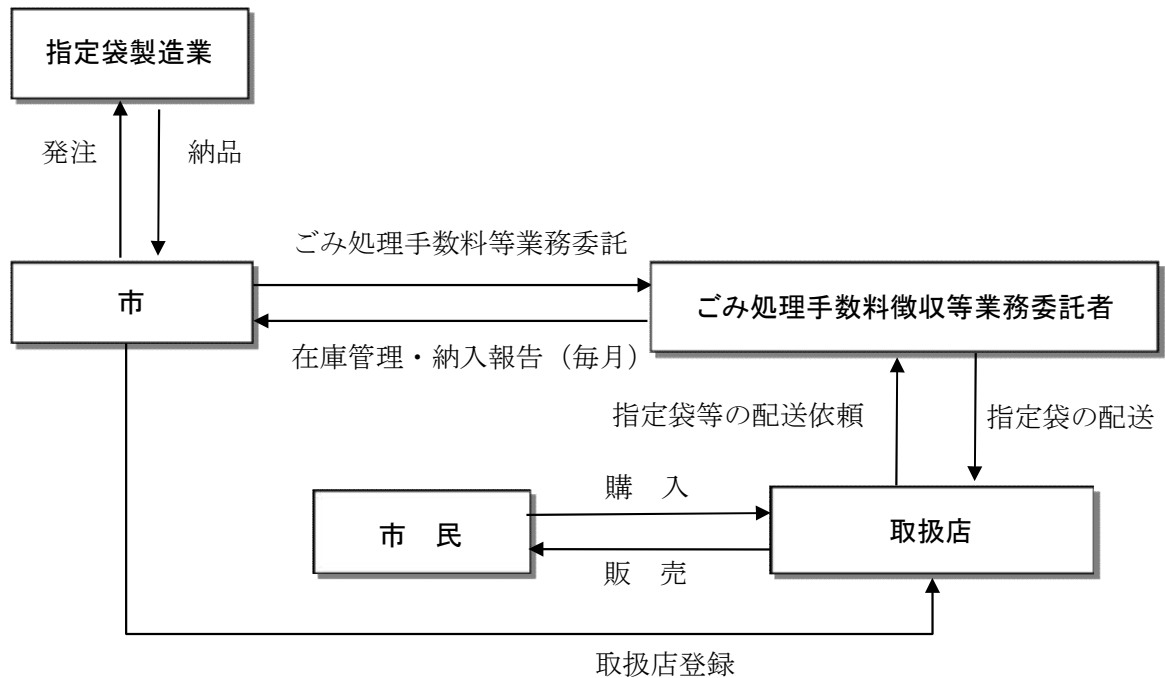 指定袋製造業
発注
納品
ごみ処理手数料等業務委託
市
ごみ処理手数料徴収等業務委託者
在庫管理・納入報告（毎月）
指定袋等の配送依頼
指定袋の配送
購　入
市　民
取扱店
販　売
取扱店登録